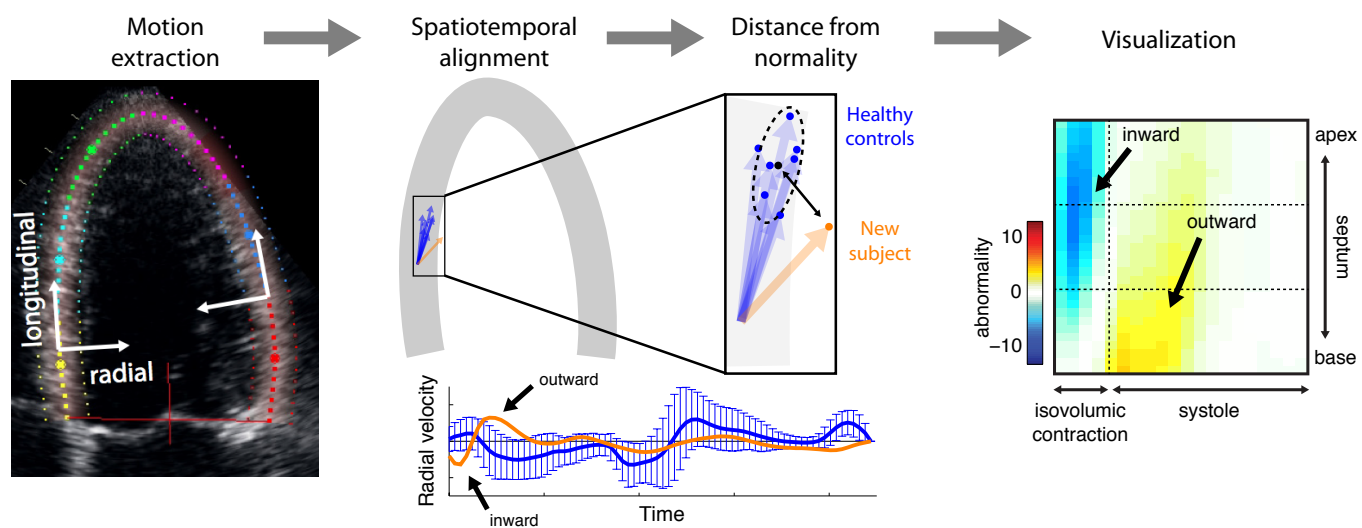 Motion
extraction
Spatiotemporal
alignment
Distance from
normality
Visualization
longitudinal
radial
Healthy
controls
New
subject
outward
inward
Radial velocity
Time
inward
outward
apex
septum
base
abnormality
10
0
−10
isovolumic
contraction
systole